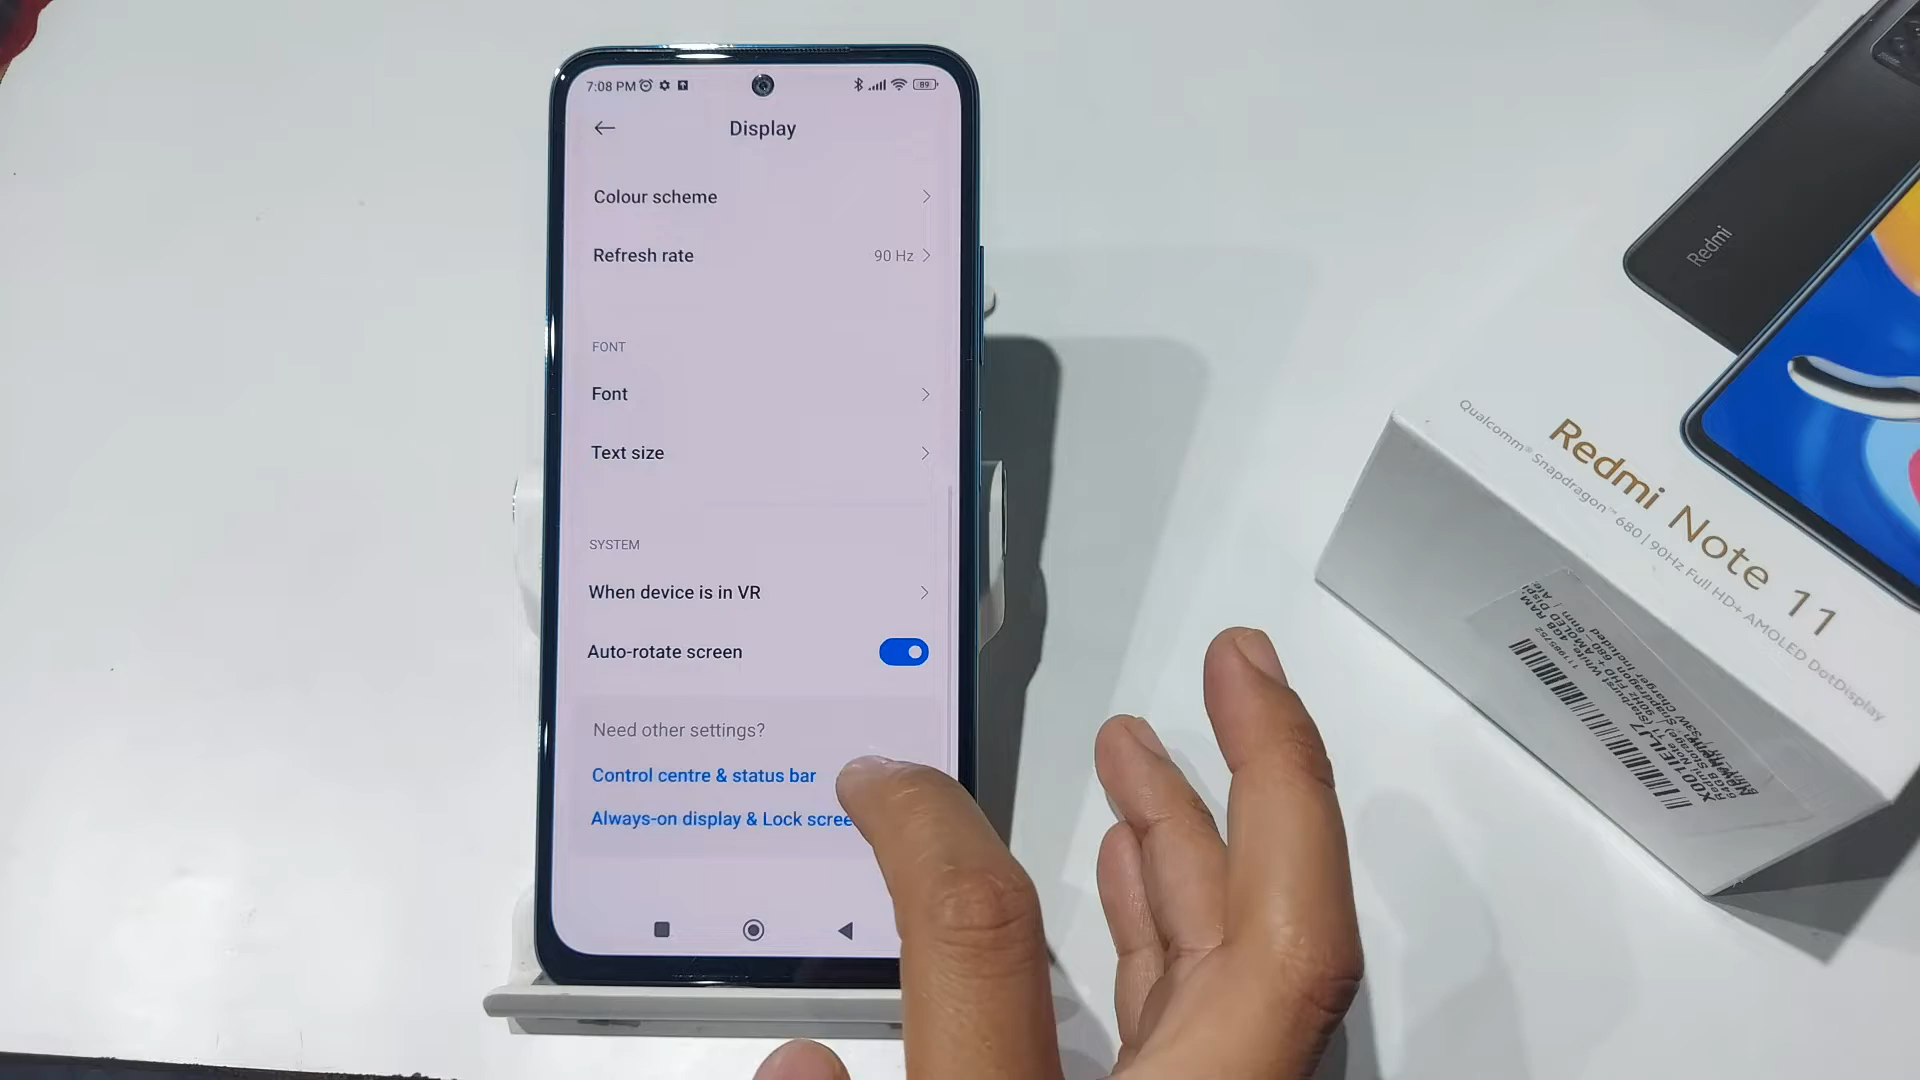 7:08 PM
89
Display
Colour scheme
Refresh rate
90 Hz
FONT
Font
Text size
SYSTEM
When device is in VR
Auto-rotate screen
Need other settings?
Control centre & status bar
Always-on display & Lock scree
Redmi
Redmi Note 11
Qualcomm® Snapdragon™ 680 | 90Hz Full HD+ AMOLED DotDisplay